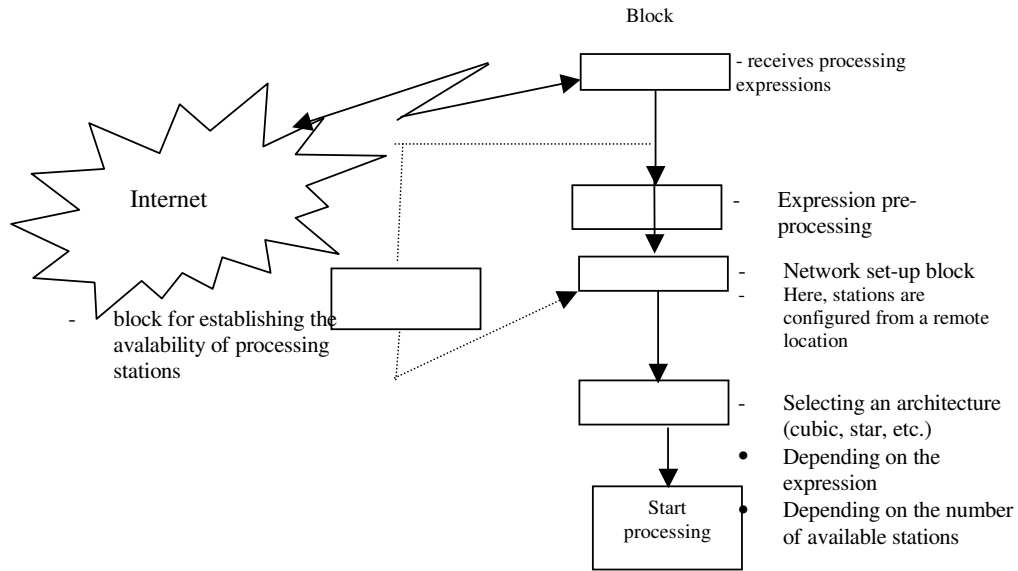 Block
- receives processing
expressions
Internet
- Expression pre-
processing
- Network set-up block
- Here, stations are
configured from a remote
location
- block for establishing the
avalability of processing
stations
- Selecting an architecture
(cubic, star, etc.)
• Depending on the
expression
• Depending on the number
of available stations
Start
processing